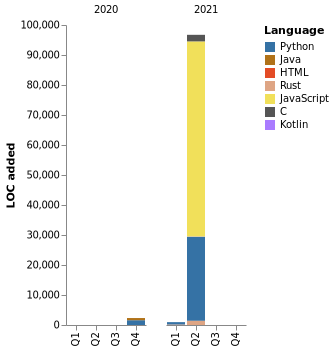 2020
2021
LOC added
100,000
90,000
80,000
70,000
60,000
50,000
40,000
30,000
20,000
10,000
0
Q1
Q2
Q3
Q4
Q1
Q2
Q3
Q4
Language
Python
Java
HTML
Rust
JavaScript
C
Kotlin